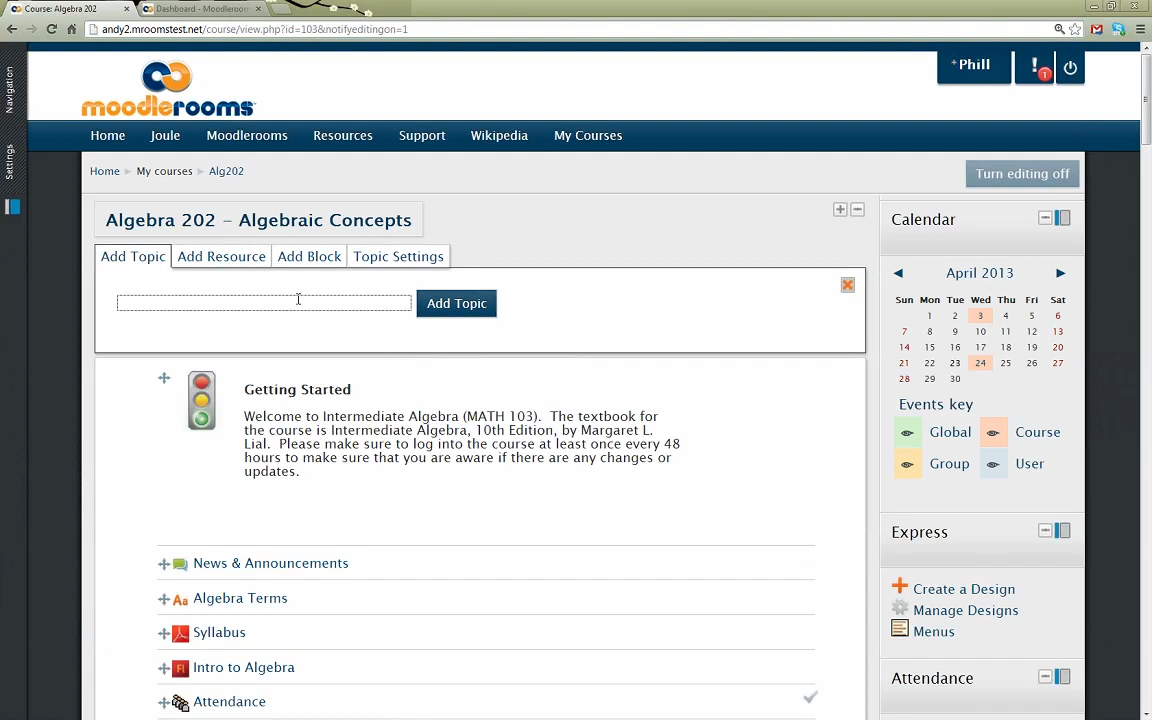 Course: Algebra 202
Dashboard - Moodleroom
andy2.mroomstest.net/course/view.php?id=103&notifyeditingon=1
Navigation
Settings
moodlerooms
*Phill
!
1
Home Joule Moodlerooms Resources Support Wikipedia My Courses
Home ► My courses ► Alg202
Turn editing off
Algebra 202 - Algebraic Concepts
Add Topic Add Resource Add Block Topic Settings
Add Topic
Getting Started
Welcome to Intermediate Algebra (MATH 103). The textbook for
the course is Intermediate Algebra, 10th Edition, by Margaret L.
Lial. Please make sure to log into the course at least once every 48
hours to make sure that you are aware if there are any changes or
updates.
News & Announcements
Aa Algebra Terms
Syllabus
Intro to Algebra
Attendance
Calendar
◄ April 2013 ►
Sun Mon Tue Wed Thu Fri Sat
1 2 3 4 5 6
7 8 9 10 11 12 13
14 15 16 17 18 19 20
21 22 23 24 25 26 27
28 29 30
Events key
Global Course
Group User
Express
Create a Design
Manage Designs
Menus
Attendance